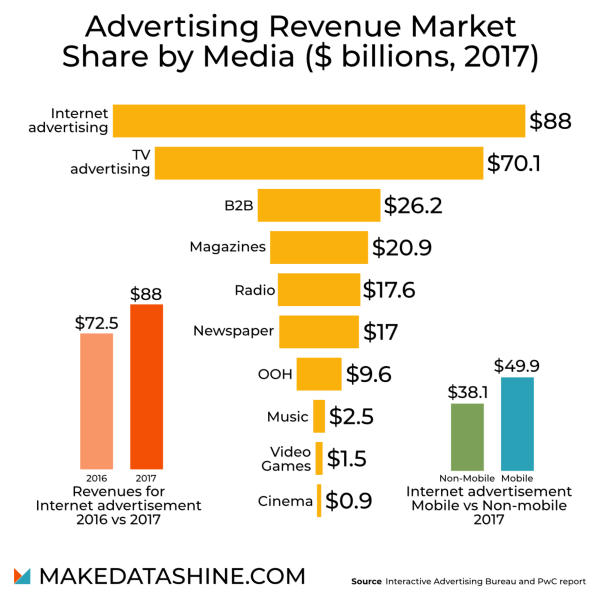 Advertising Revenue Market
Share by Media ($ billions, 2017)
Internet
advertising
$88
TV
advertising
$70.1
B2B
$26.2
Magazines
$20.9
Radio
$17.6
Newspaper
$17
OOH
$9.6
Music
$2.5
Video
Games
$1.5
Cinema
$0.9
$72.5
$88
2016
2017
Revenues for
Internet advertisement
2016 vs 2017
$38.1
$49.9
Non-Mobile
Mobile
Internet advertisement
Mobile vs Non-mobile
2017
MAKEDATASHINE.COM
Source Interactive Advertising Bureau and PwC report